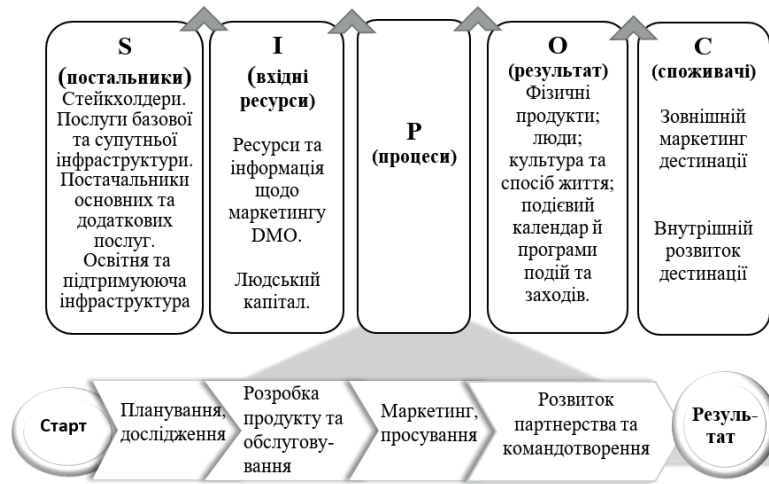 S
(постальники)
Стейкхолдери.
Послуги базової
та супутньої
інфраструктури.
Постачальники
основних та
додаткових
послуг.
Освітня та
підтримуюча
інфраструктура
I
(вхідні
ресурси)
Ресурси та
інформація
щодо
маркетингу
DMO.
Людський
капітал.
P
(процеси)
O
(результат)
Фізичні
продукти;
люди;
культура та
спосіб життя;
подієвий
календар й
програми
подій та
заходів.
C
(споживачі)
Зовнішній
маркетинг
дестинації
Внутрішній
розвиток
дестинації
Старт
Планування,
дослідження
Розробка
продукту та
обслугову-
вання
Маркетинг,
просування
Розвиток
партнерства та
командотворення
Резуль-
тат